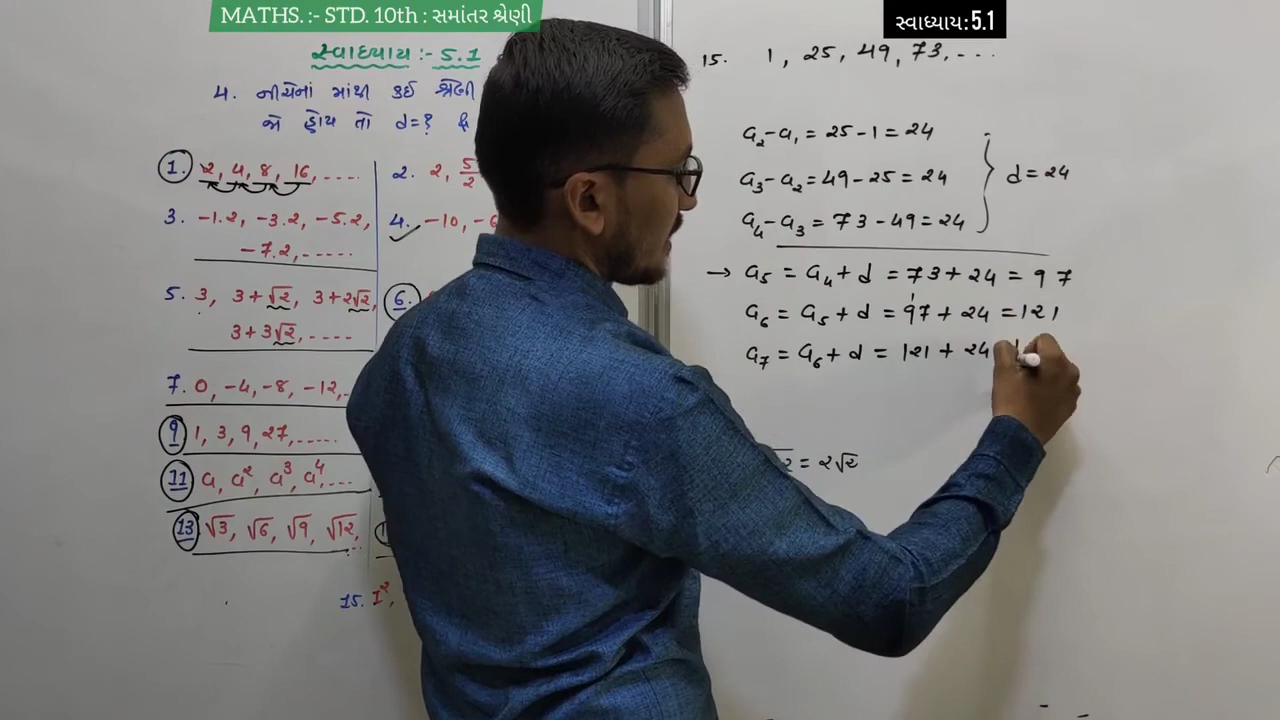 MATHS. :- STD. 10th : સમાંતર શ્રેણી
સ્વાધ્યાય : 5.1
સ્વાધ્યાય :- 5.1
4. નીચેનાં માંથી કઈ શ્રેણી
જો હોય તો d=?
1. 2, 4, 8, 16, .....
2. 2, 5/2
3. -1.2, -3.2, -5.2,
-7.2, .....
4. -10, -6
5. 3, 3+√2, 3+2√2,
3+3√2, .....
6.
7. 0, -4, -8, -12,
9 1, 3, 9, 27, .....
11 a, a², a³, a⁴, ...
13 √3, √6, √9, √12, ...
15. 1²,
15. 1, 25, 49, 73, ...
a₂-a₁ = 25-1 = 24
a₃-a₂ = 49-25 = 24
a₄-a₃ = 73-49 = 24
} d = 24
→ a₅ = a₄+d = 73+24 = 97
a₆ = a₅+d = 97+24 = 121
a₇ = a₆+d = 121+24
= 2√2